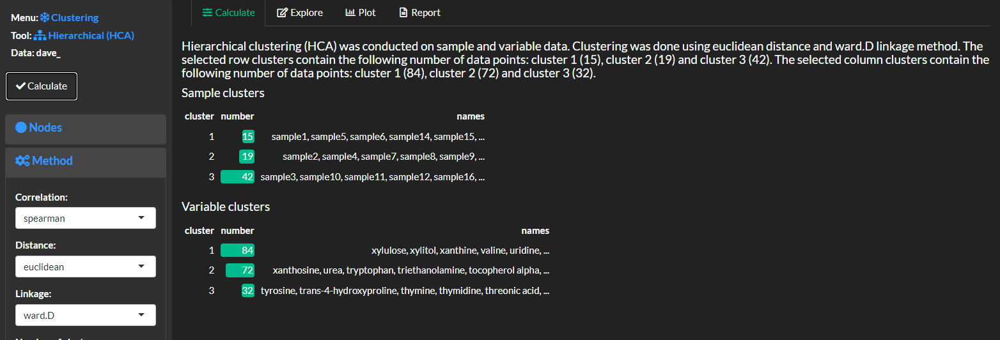 Menu: Clustering
Tool: Hierarchical (HCA)
Data: dave_
Calculate
Nodes
Method
Correlation:
spearman
Distance:
euclidean
Linkage:
ward.D
Calculate Explore Plot Report
Hierarchical clustering (HCA) was conducted on sample and variable data. Clustering was done using euclidean distance and ward.D linkage method. The
selected row clusters contain the following number of data points: cluster 1 (15), cluster 2 (19) and cluster 3 (42). The selected column clusters contain the
following number of data points: cluster 1 (84), cluster 2 (72) and cluster 3 (32).
Sample clusters
cluster number names
1 15 sample1, sample5, sample6, sample14, sample15, ...
2 19 sample2, sample4, sample7, sample8, sample9, ...
3 42 sample3, sample10, sample11, sample12, sample16, ...
Variable clusters
cluster number names
1 84 xylulose, xylitol, xanthine, valine, uridine, ...
2 72 xanthosine, urea, tryptophan, triethanolamine, tocopherol alpha, ...
3 32 tyrosine, trans-4-hydroxyproline, thymine, thymidine, threonic acid, ...